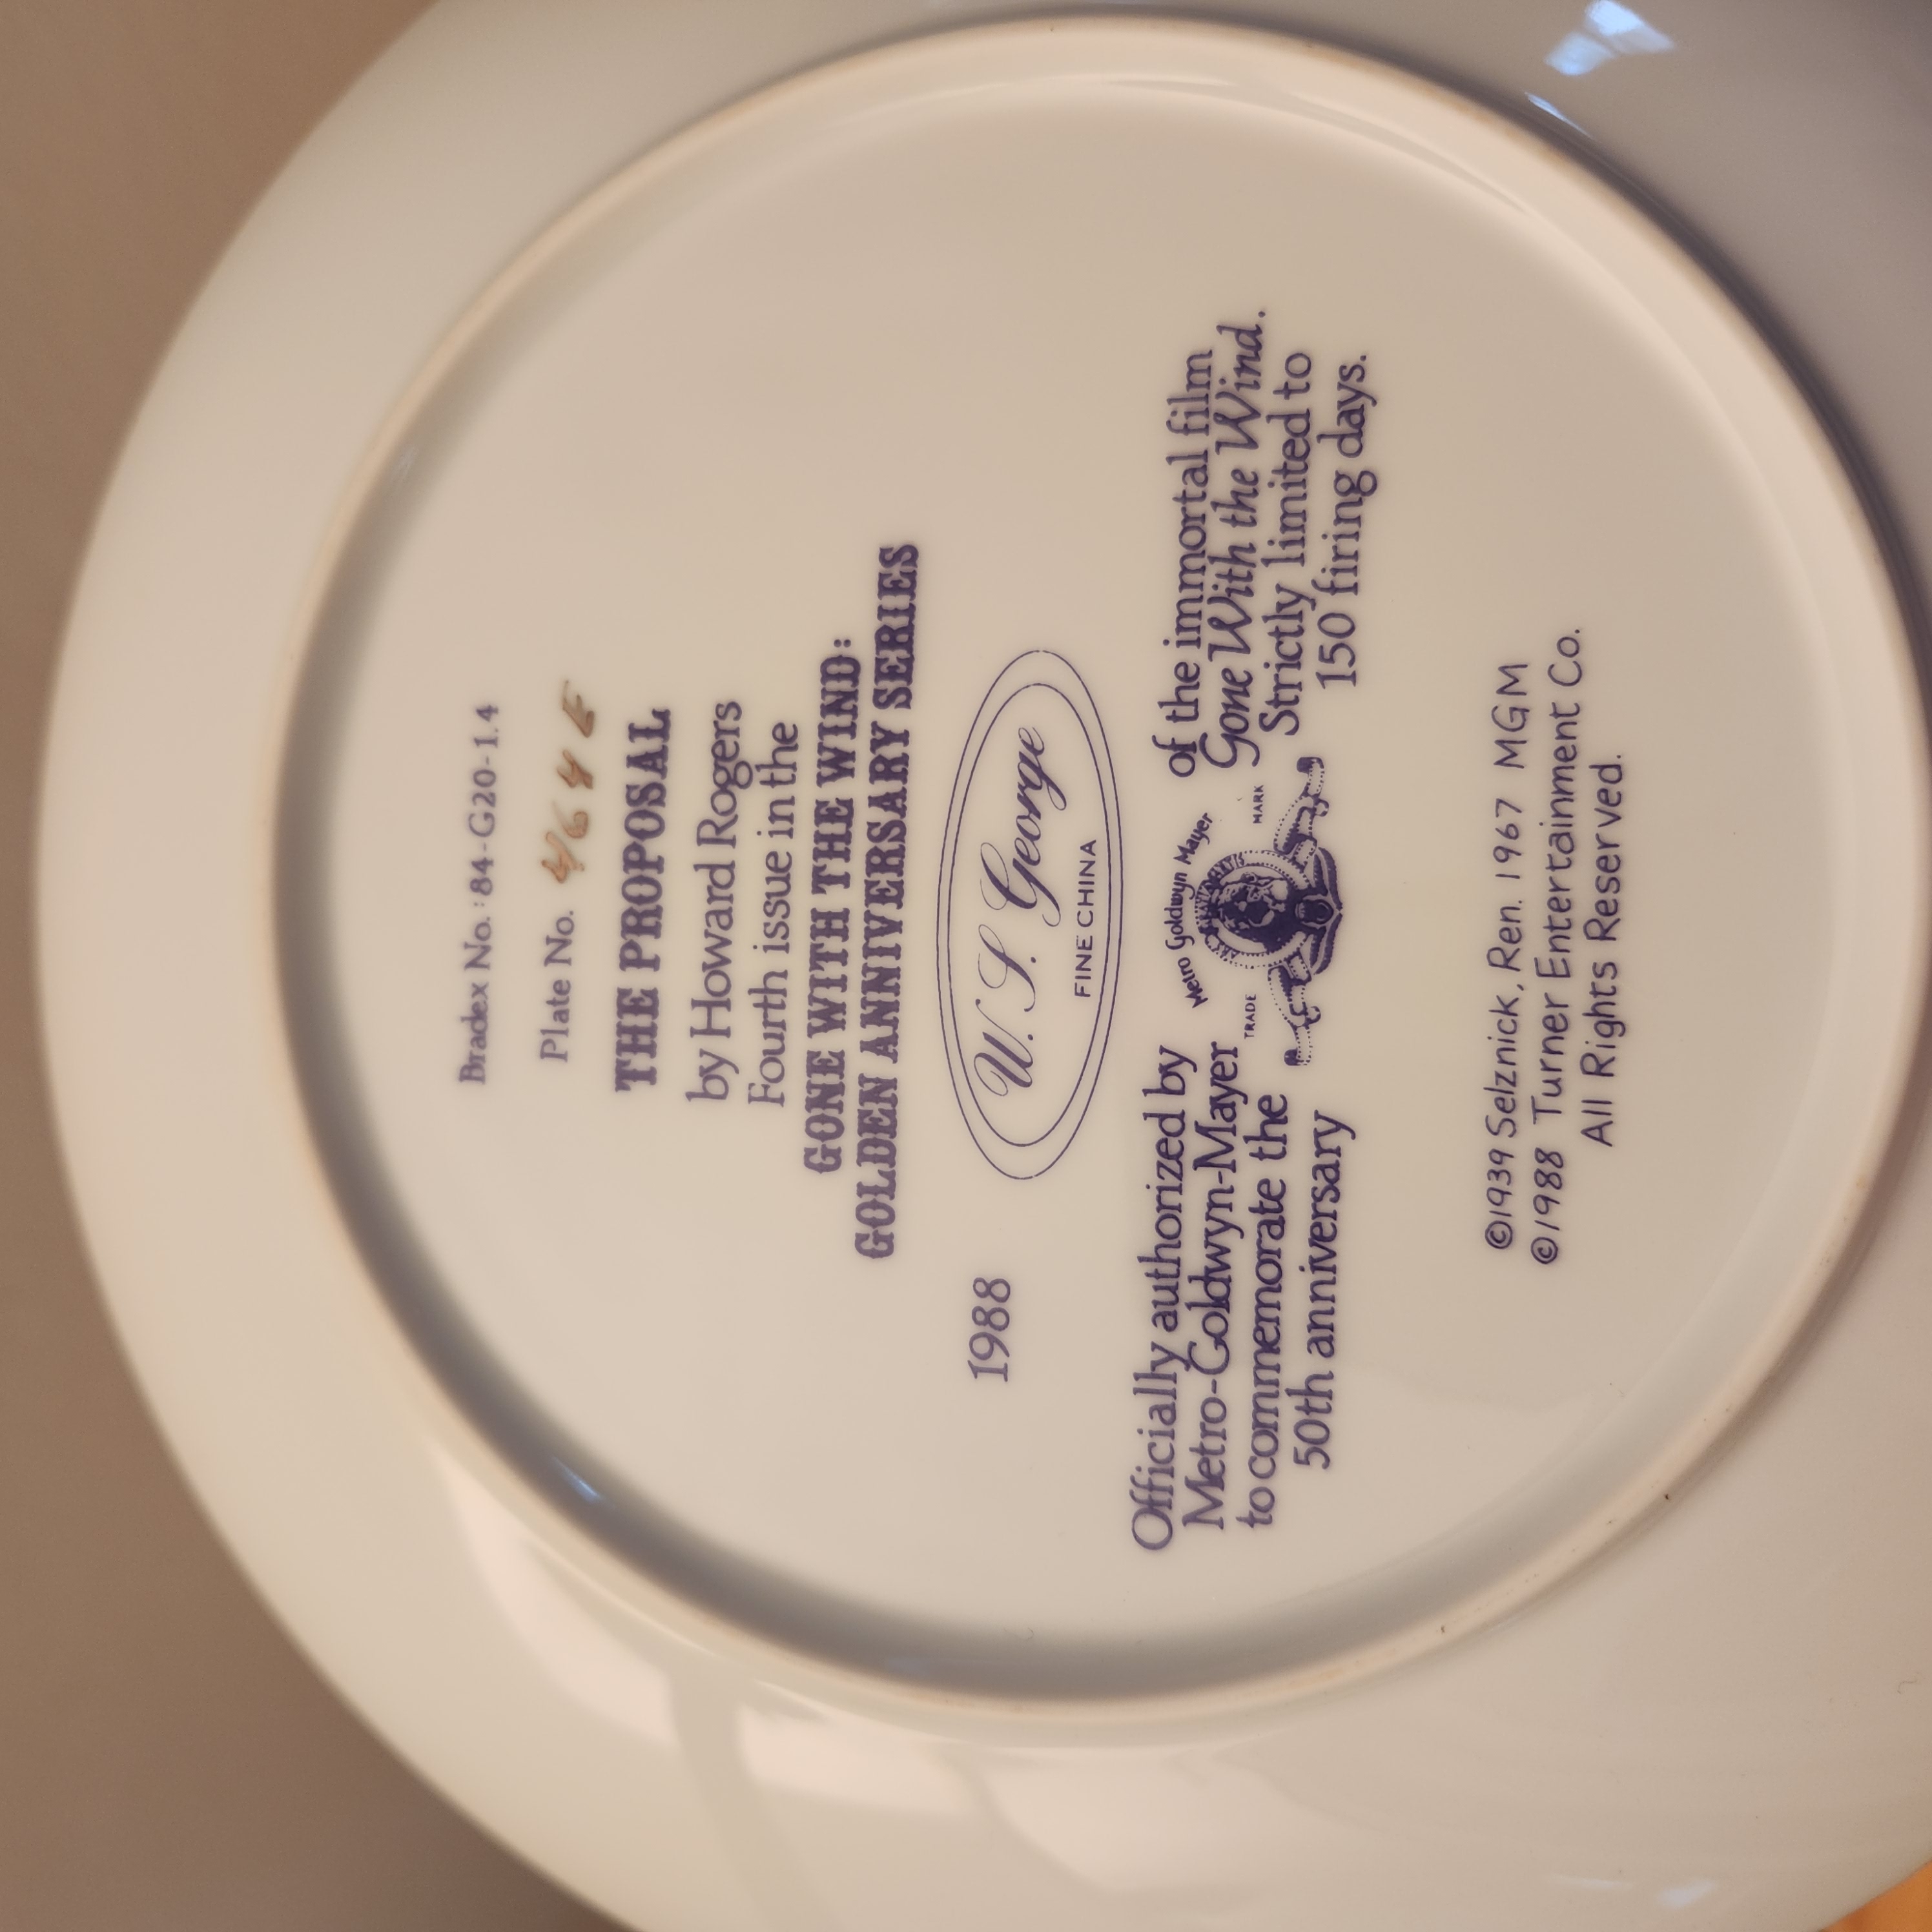 Bradex No.: 84-G20-1.4
Plate No. 4644 E
THE PROPOSAL
by Howard Rogers
Fourth issue in the
GONE WITH THE WIND:
GOLDEN ANNIVERSARY SERIES
1988
W. S. George
FINE CHINA
Officially authorized by
Metro-Goldwyn-Mayer
to commemorate the
50th anniversary
Metro Goldwyn Mayer
TRADE MARK
of the immortal film
Gone With the Wind.
Strictly limited to
150 firing days.
©1939 Selznick, Ren. 1967 MGM
©1988 Turner Entertainment Co.
All Rights Reserved.